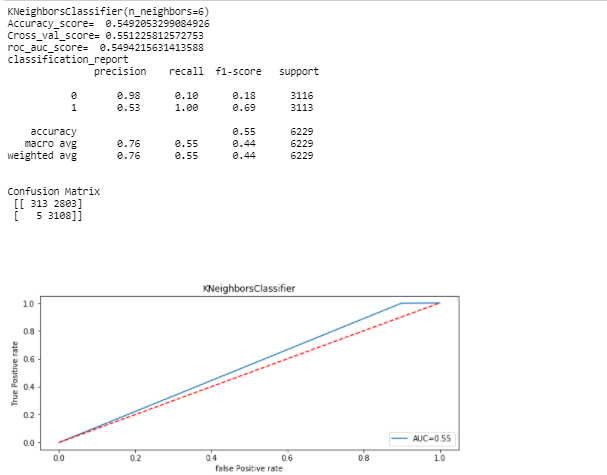 KNeighborsClassifier(n_neighbors=6)
Accuracy_score= 0.5492053299084926
Cross_val_score= 0.551225812572753
roc_auc_score= 0.5494215631413588
classification_report
precision recall f1-score support
0 0.98 0.10 0.18 3116
1 0.53 1.00 0.69 3113
accuracy 0.55 6229
macro avg 0.76 0.55 0.44 6229
weighted avg 0.76 0.55 0.44 6229
Confusion Matrix
[[ 313 2803]
[ 5 3108]]
KNeighborsClassifier
1.0
0.8
0.6
0.4
0.2
0.0
True Positive rate
AUC=0.55
0.0 0.2 0.4 0.6 0.8 1.0
false Positive rate